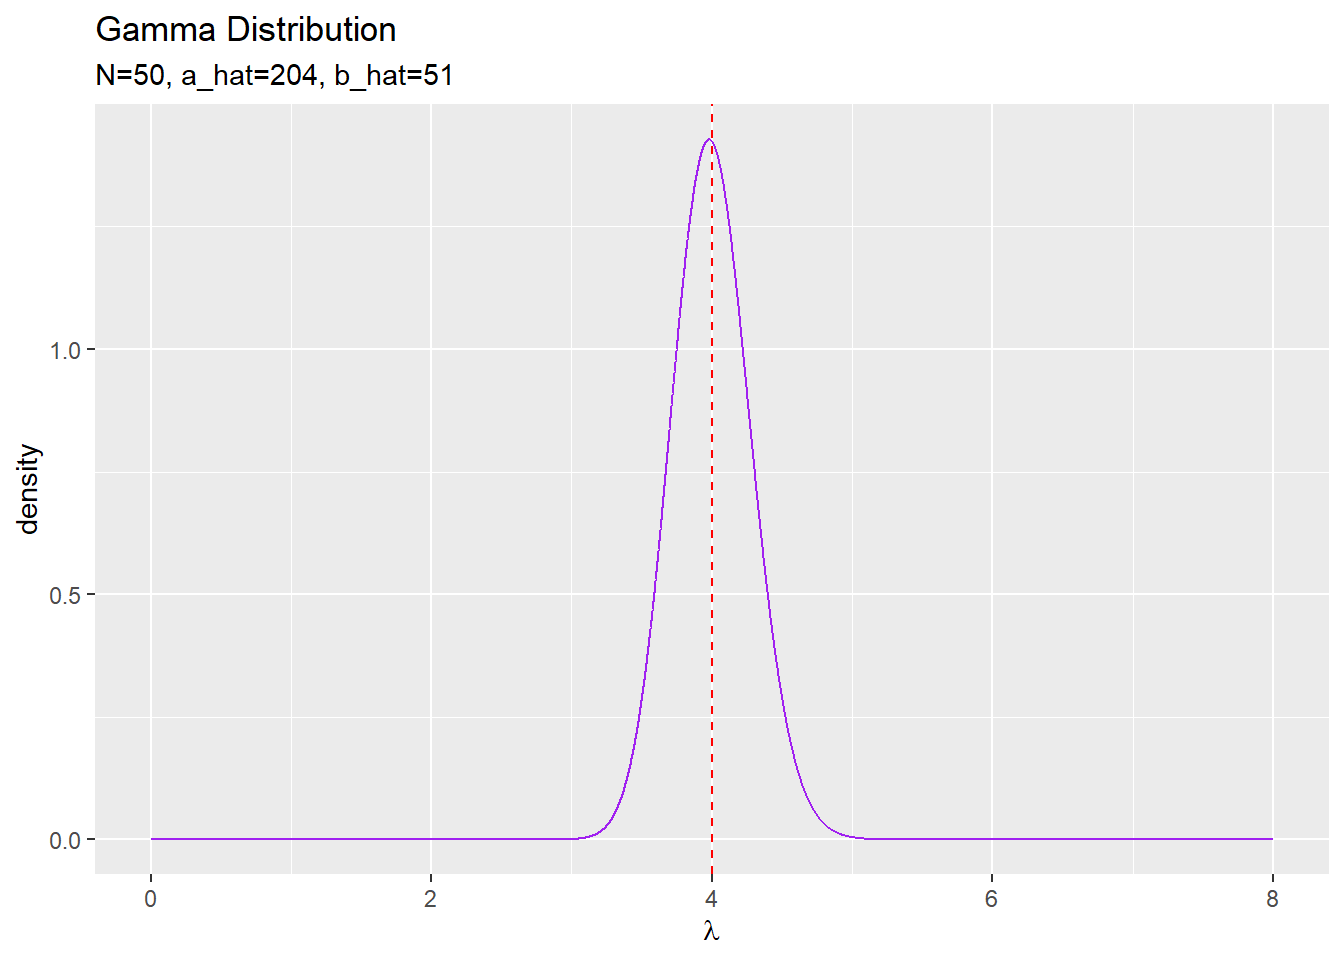 Gamma Distribution
N=50, a_hat=204, b_hat=51
density
1.0
0.5
0.0
0 2 4 6 8
λ